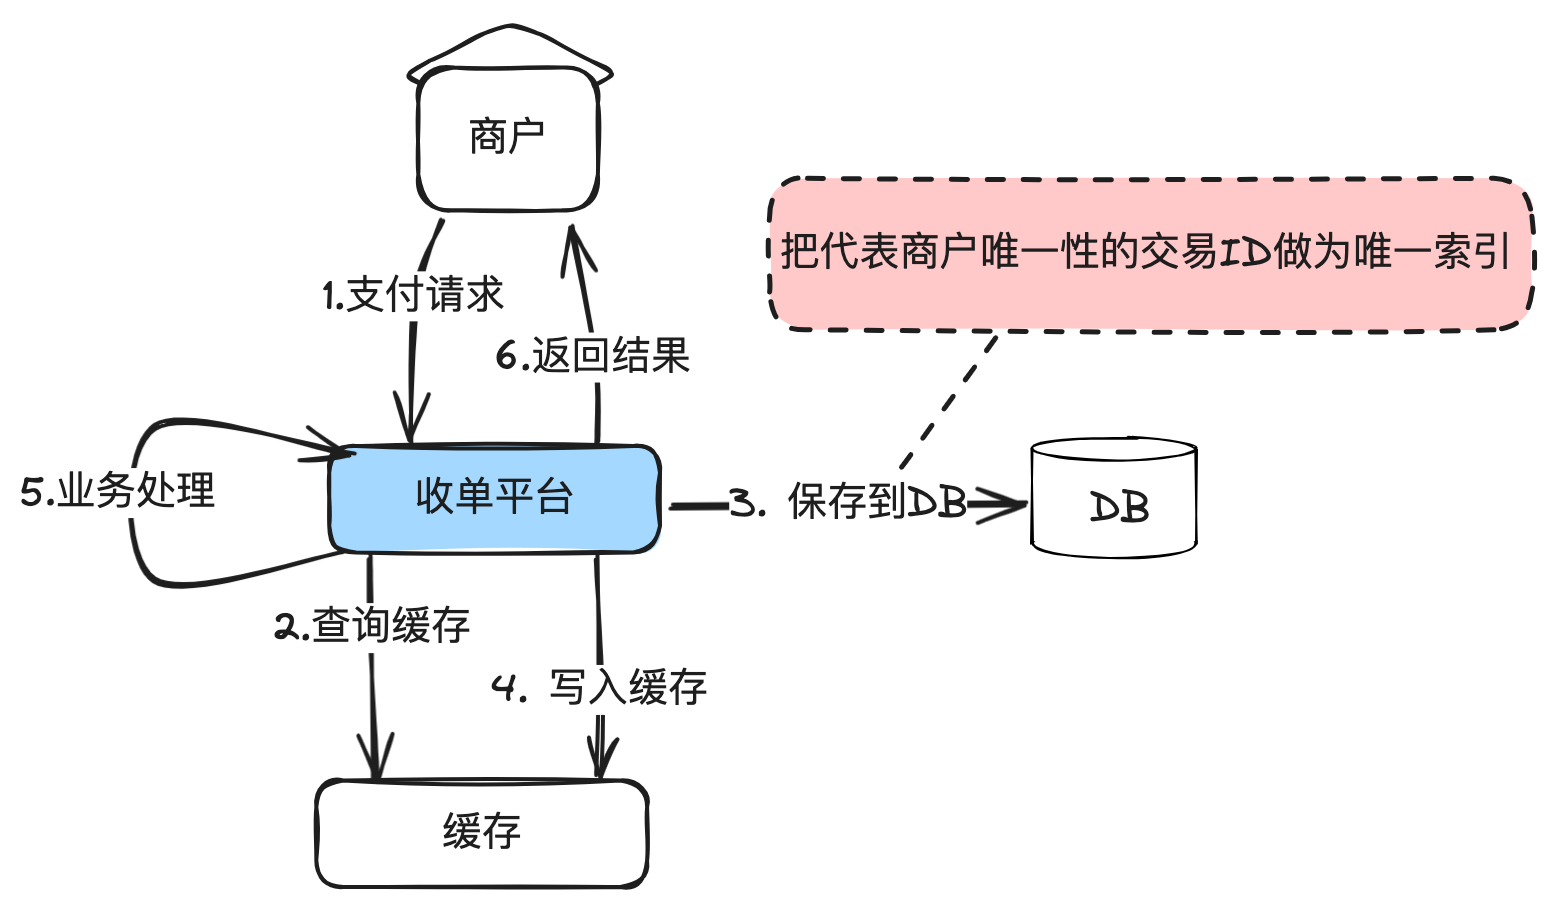 商户
把代表商户唯一性的交易ID做为唯一索引
1.支付请求
6.返回结果
5.业务处理
收单平台
3. 保存到DB
DB
2.查询缓存
4. 写入缓存
缓存